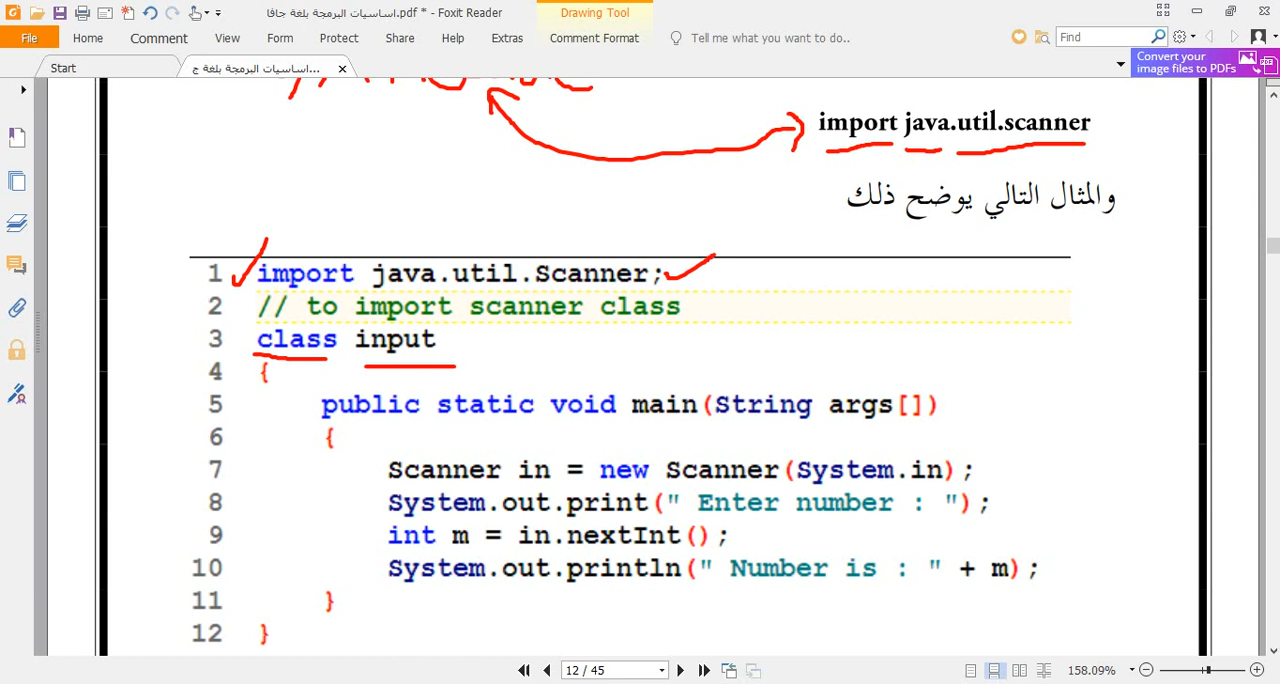 اساسيات البرمجة بلغة جافا.pdf * - Foxit Reader
Drawing Tool
File Home Comment View Form Protect Share Help Extras Comment Format Tell me what you want to do.. Find
Start
اساسيات البرمجة بلغة ج...
Convert your
image files to PDFs
import java.util.scanner
والمثال التالي يوضح ذلك
1 import java.util.Scanner;
2 // to import scanner class
3 class input
4 {
5 public static void main(String args[])
6 {
7 Scanner in = new Scanner(System.in);
8 System.out.print(" Enter number : ");
9 int m = in.nextInt();
10 System.out.println(" Number is : " + m);
11 }
12 }
12 / 45
158.09%